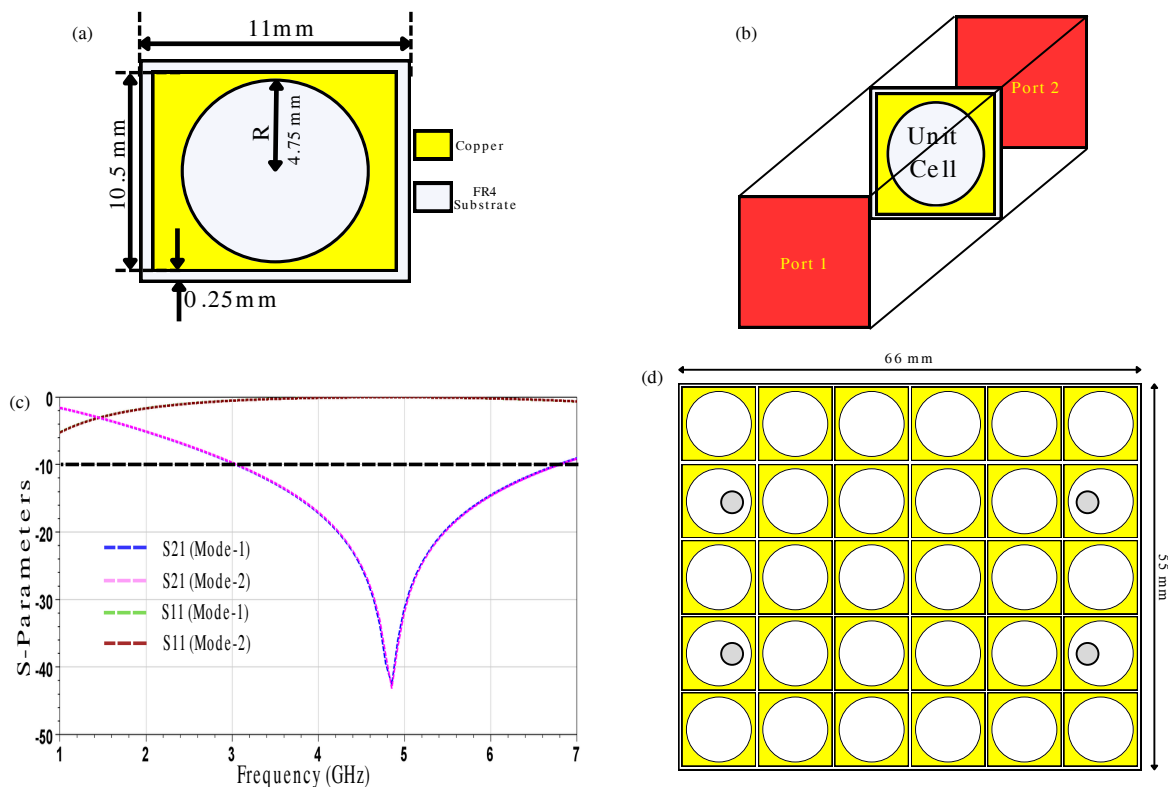 (a)
11mm
10.5 mm
R
4.75 mm
0.25mm
Copper
FR4
Substrate
(b)
Port 2
Unit
Cell
Port 1
(c)
0
-10
-20
-30
-40
-50
S-Parameters
S21 (Mode-1)
S21 (Mode-2)
S11 (Mode-1)
S11 (Mode-2)
1
2
3
4
5
6
7
Frequency (GHz)
(d)
66 mm
55 mm